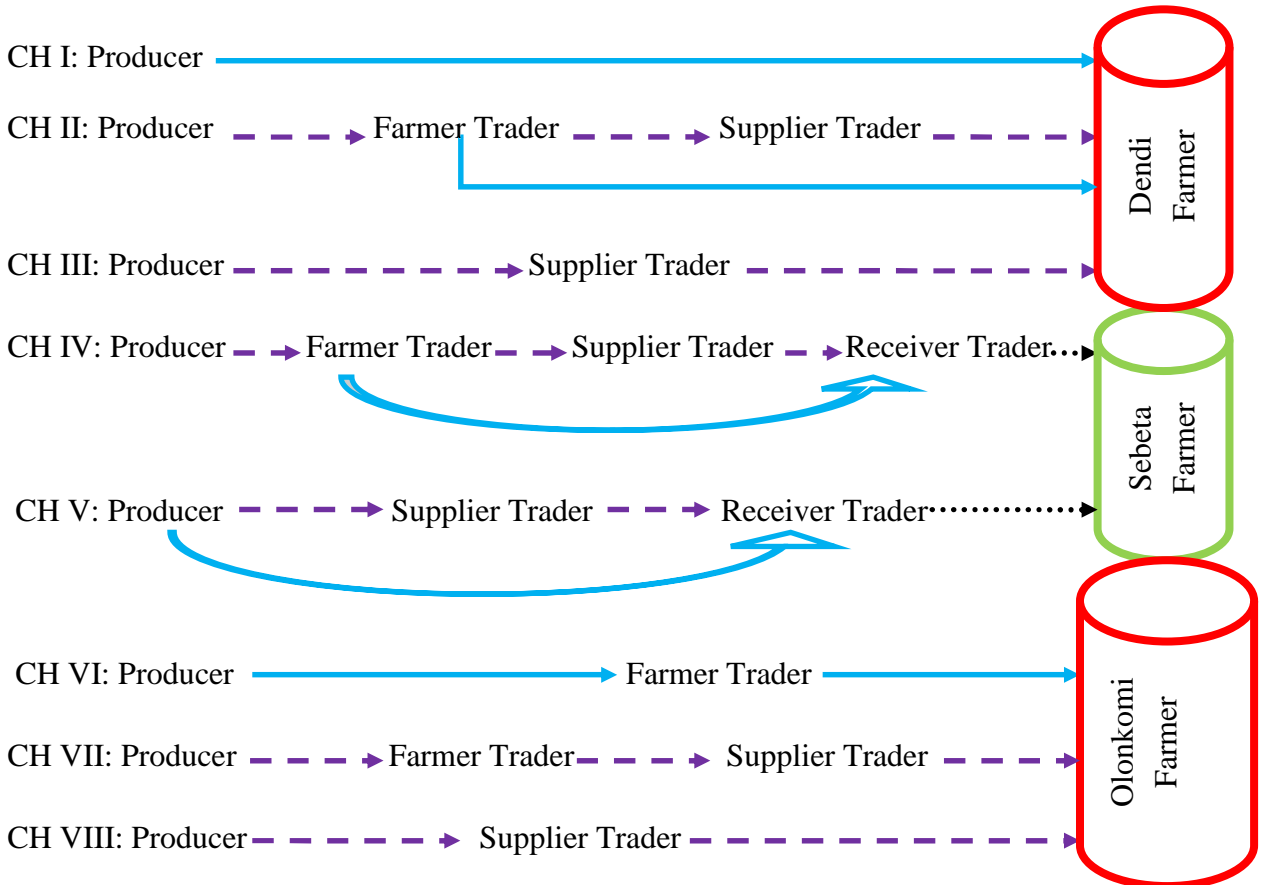 CH I: Producer
CH II: Producer Farmer Trader Supplier Trader
Dendi
Farmer
CH III: Producer Supplier Trader
CH IV: Producer Farmer Trader Supplier Trader Receiver Trader
Sebeta
Farmer
CH V: Producer Supplier Trader Receiver Trader
CH VI: Producer Farmer Trader
Olonkomi
Farmer
CH VII: Producer Farmer Trader Supplier Trader
CH VIII: Producer Supplier Trader